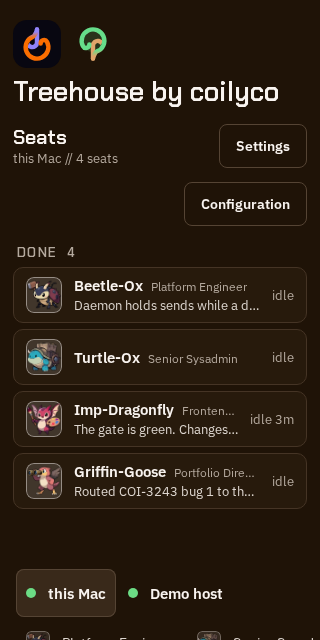 Treehouse by coilyco
Seats
this Mac // 4 seats
Settings
Configuration
DONE 4
Beetle-Ox Platform Engineer
Daemon holds sends while a d…
idle
Turtle-Ox Senior Sysadmin
idle
Imp-Dragonfly Fronten…
The gate is green. Changes…
idle 3m
Griffin-Goose Portfolio Dire…
Routed COI-3243 bug 1 to th…
idle
this Mac
Demo host